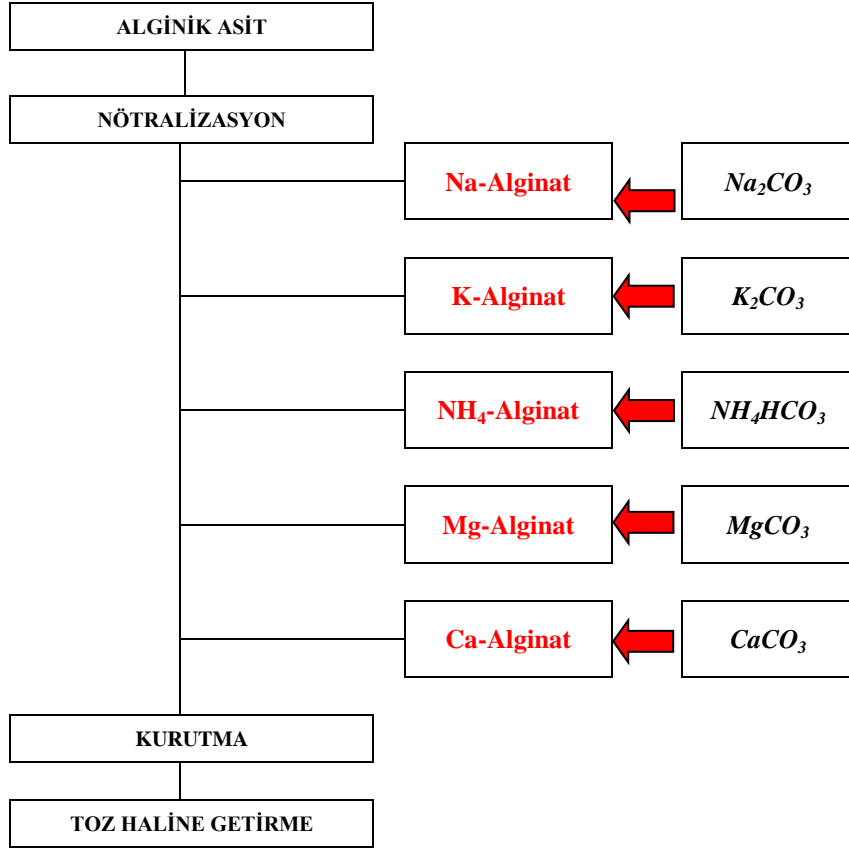 ALGİNİK ASİT
NÖTRALİZASYON
Na-Alginat
Na₂CO₃
K-Alginat
K₂CO₃
NH₄-Alginat
NH₄HCO₃
Mg-Alginat
MgCO₃
Ca-Alginat
CaCO₃
KURUTMA
TOZ HALİNE GETİRME